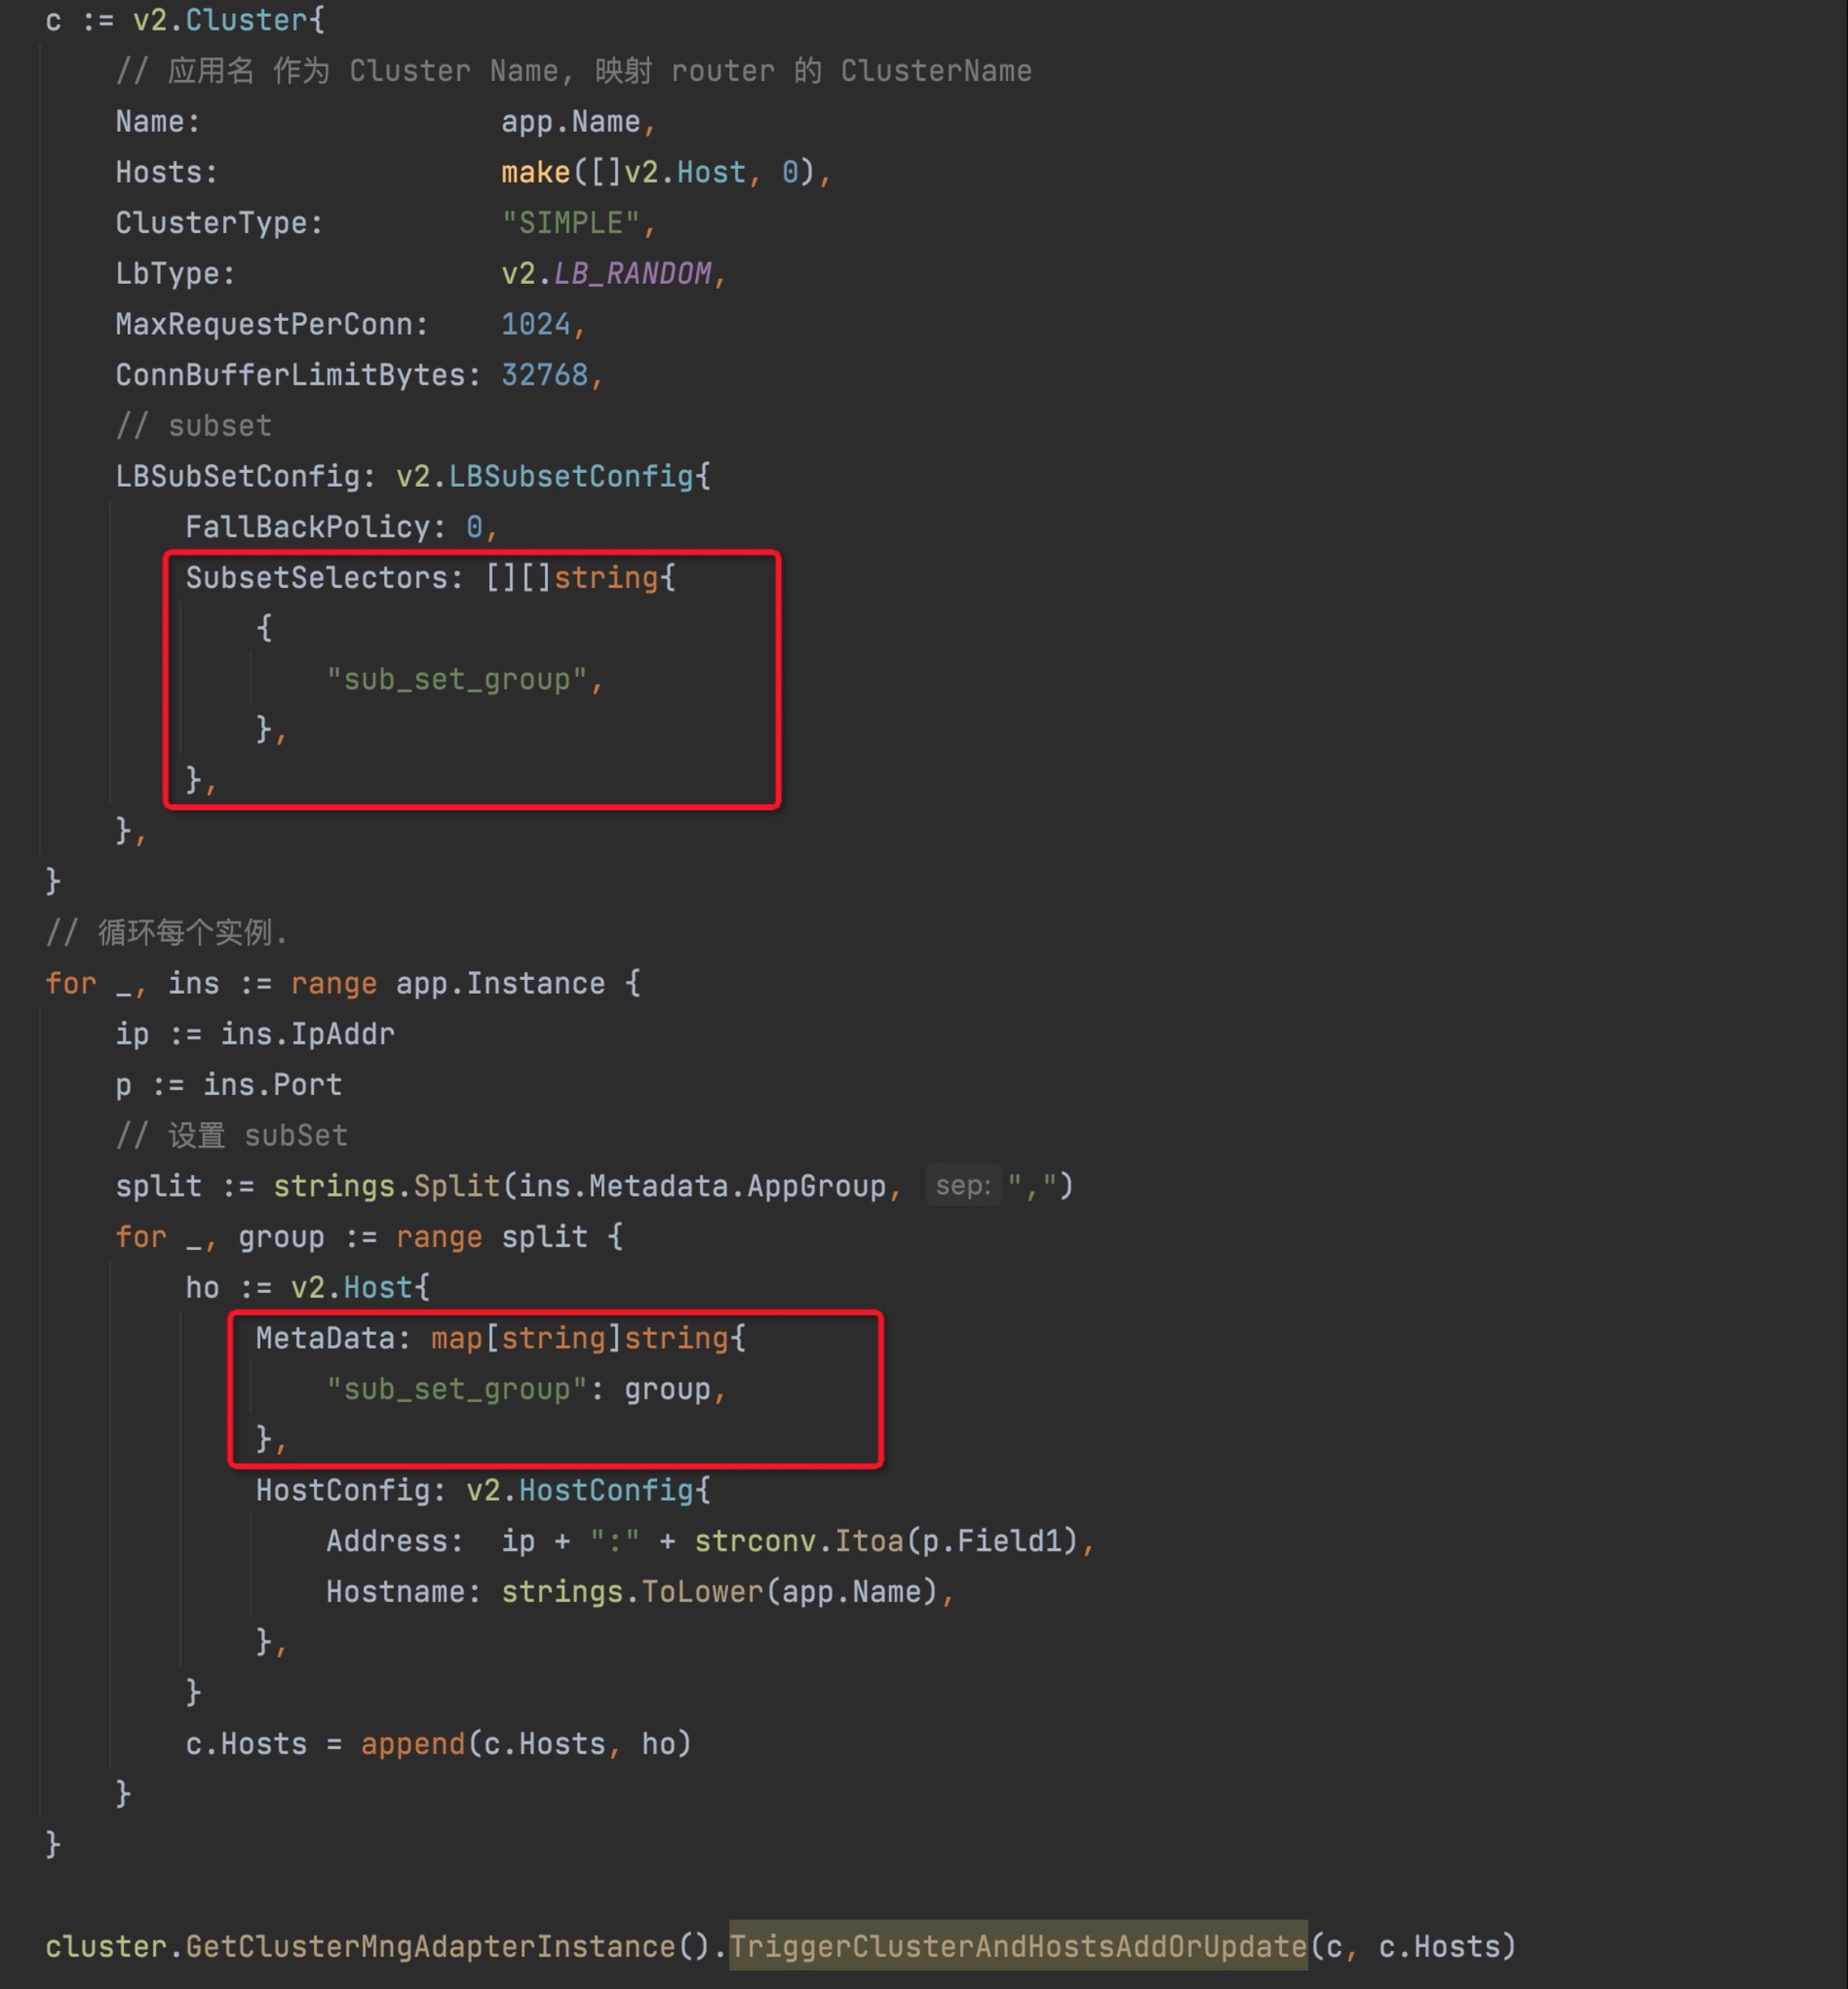 c := v2.Cluster{
// 应用名 作为 Cluster Name, 映射 router 的 ClusterName
Name: app.Name,
Hosts: make([]v2.Host, 0),
ClusterType: "SIMPLE",
LbType: v2.LB_RANDOM,
MaxRequestPerConn: 1024,
ConnBufferLimitBytes: 32768,
// subset
LBSubSetConfig: v2.LBSubsetConfig{
FallBackPolicy: 0,
SubsetSelectors: [][]string{
{
"sub_set_group",
},
},
},
}
// 循环每个实例.
for _, ins := range app.Instance {
ip := ins.IpAddr
p := ins.Port
// 设置 subSet
split := strings.Split(ins.Metadata.AppGroup, sep: ",")
for _, group := range split {
ho := v2.Host{
MetaData: map[string]string{
"sub_set_group": group,
},
HostConfig: v2.HostConfig{
Address: ip + ":" + strconv.Itoa(p.Field1),
Hostname: strings.ToLower(app.Name),
},
}
c.Hosts = append(c.Hosts, ho)
}
}
cluster.GetClusterMngAdapterInstance().TriggerClusterAndHostsAddOrUpdate(c, c.Hosts)